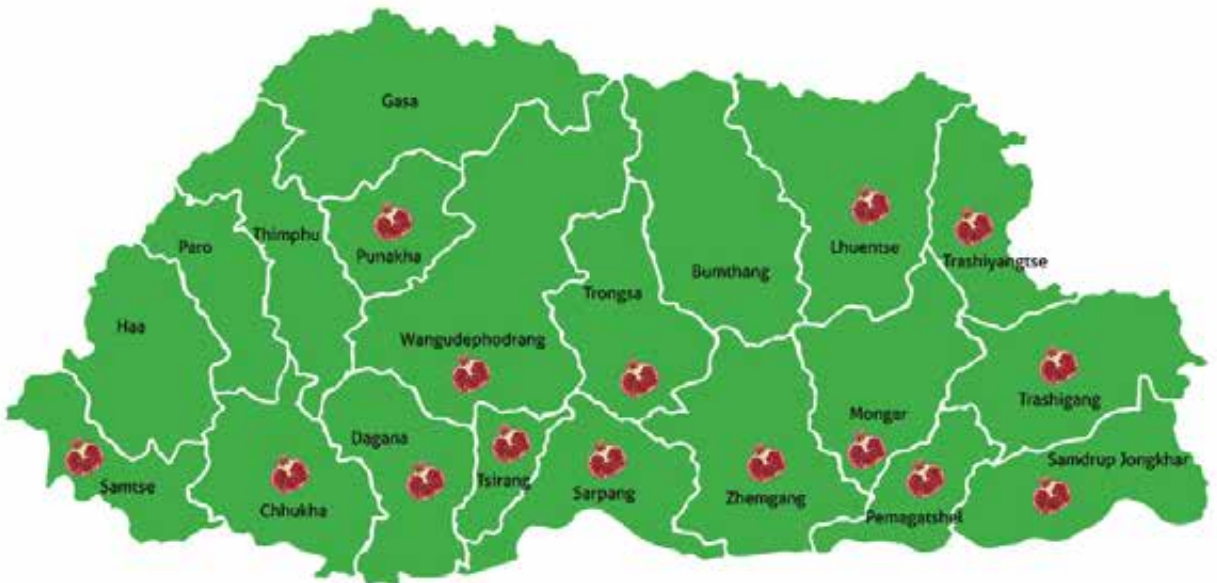 Gasa
Punakha
Thimphu
Paro
Haa
Lhuentse
Trashiyangtse
Bumthang
Trongsa
Wangudephodrang
Trashigang
Mongar
Dagana
Samdrup Jongkhar
Tsirang
Samtse
Chhukha
Sarpang
Zhemgang
Pemagatshel